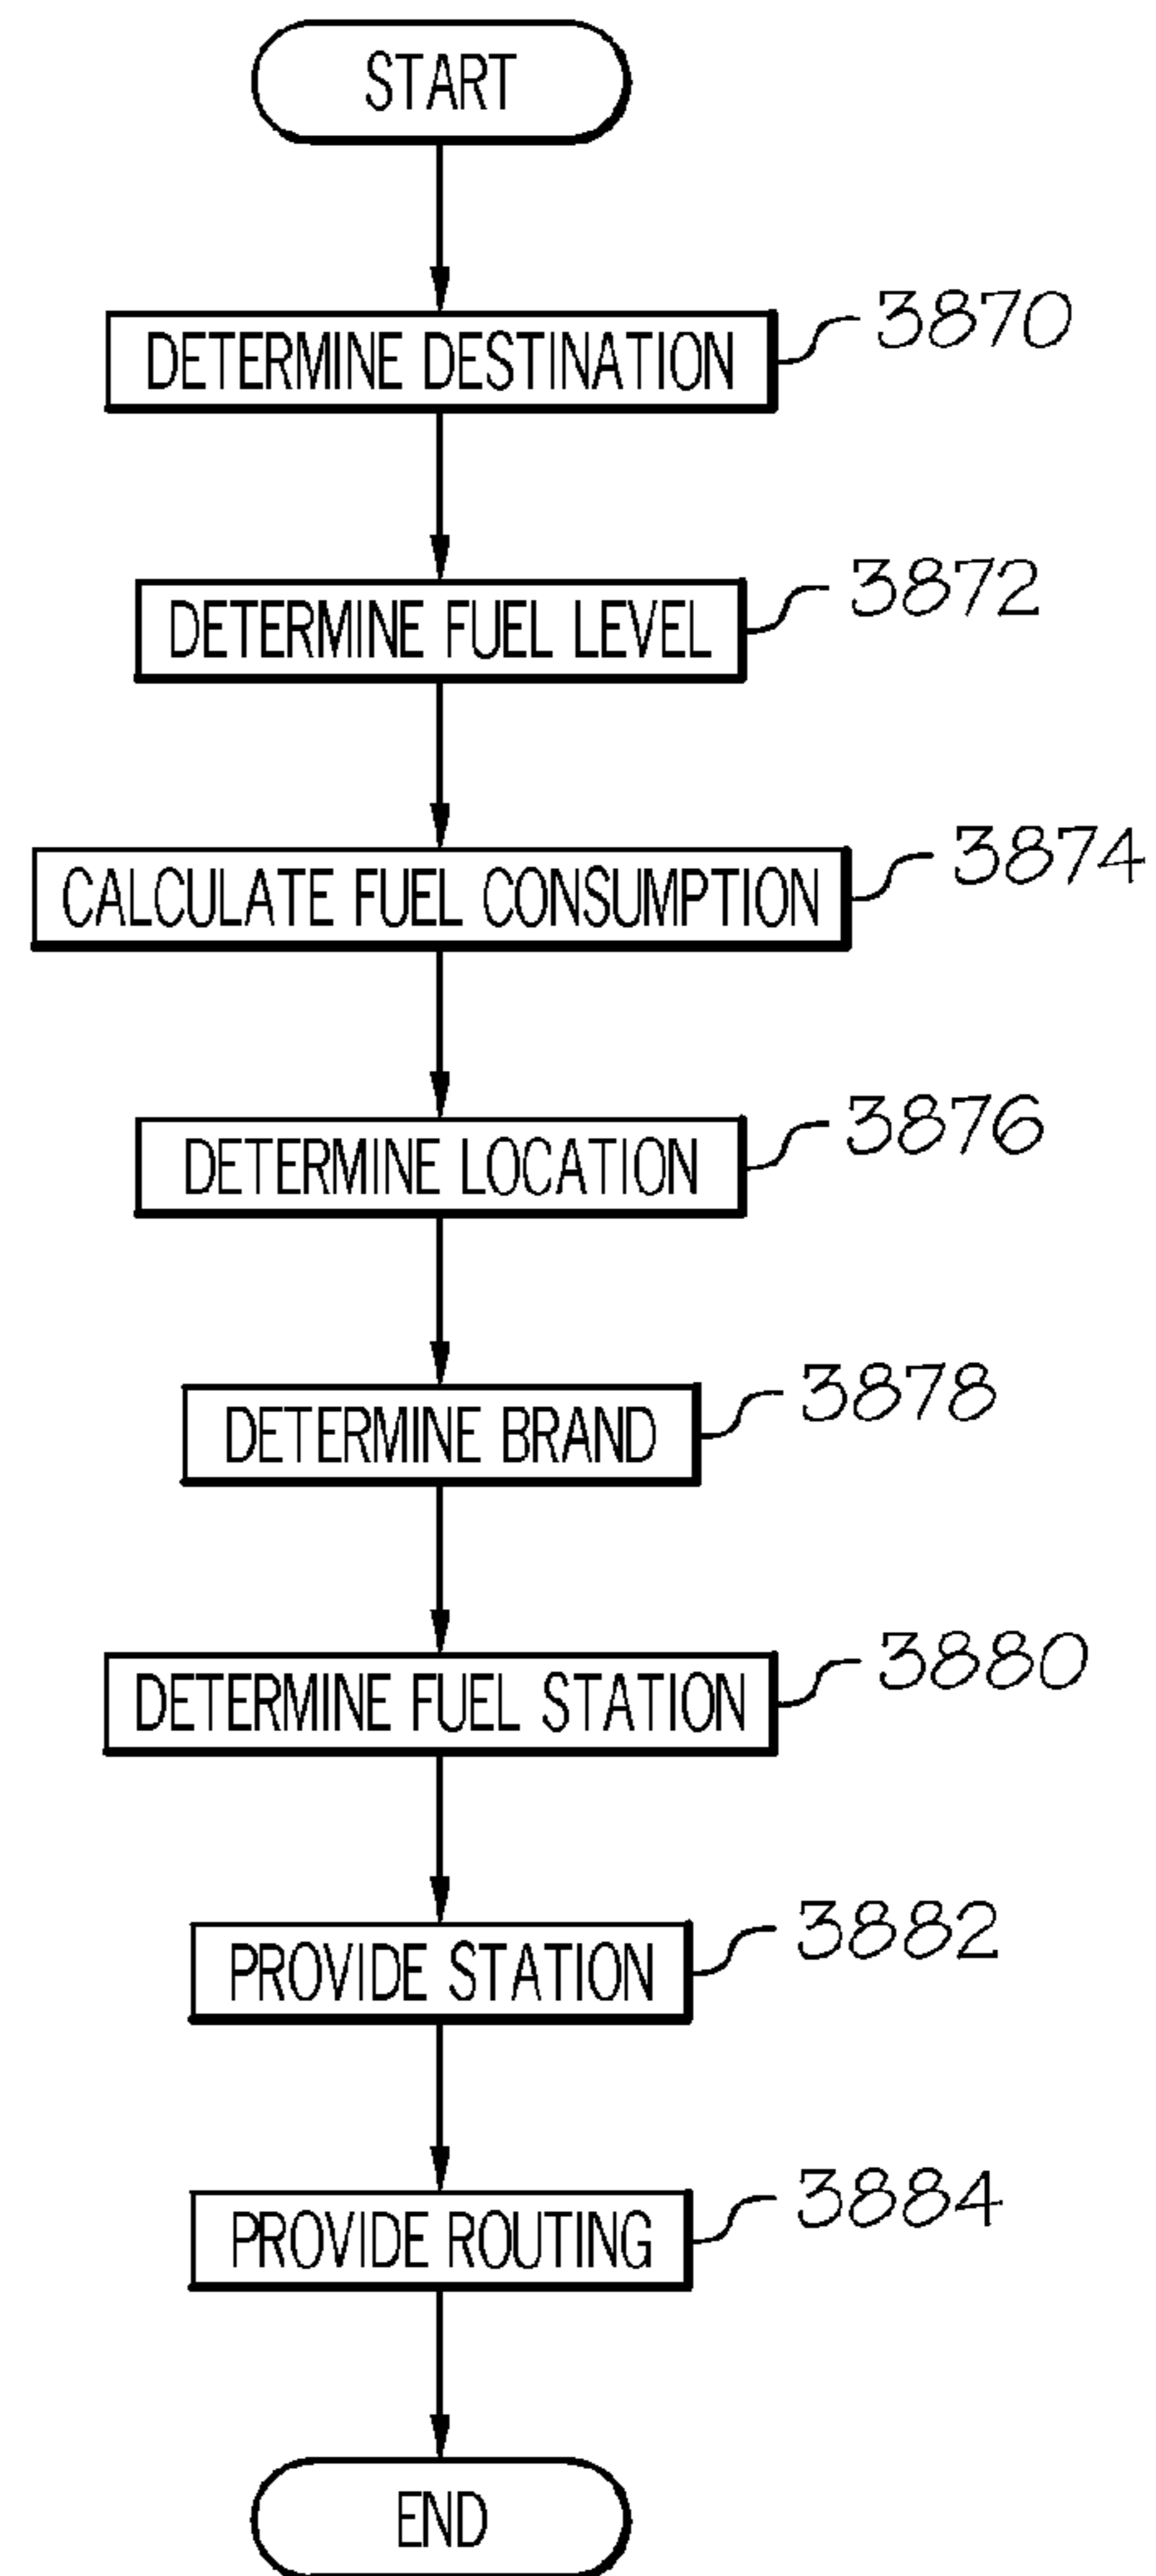 START
DETERMINE DESTINATION 3870
DETERMINE FUEL LEVEL 3872
CALCULATE FUEL CONSUMPTION 3874
DETERMINE LOCATION 3876
DETERMINE BRAND 3878
DETERMINE FUEL STATION 3880
PROVIDE STATION 3882
PROVIDE ROUTING 3884
END